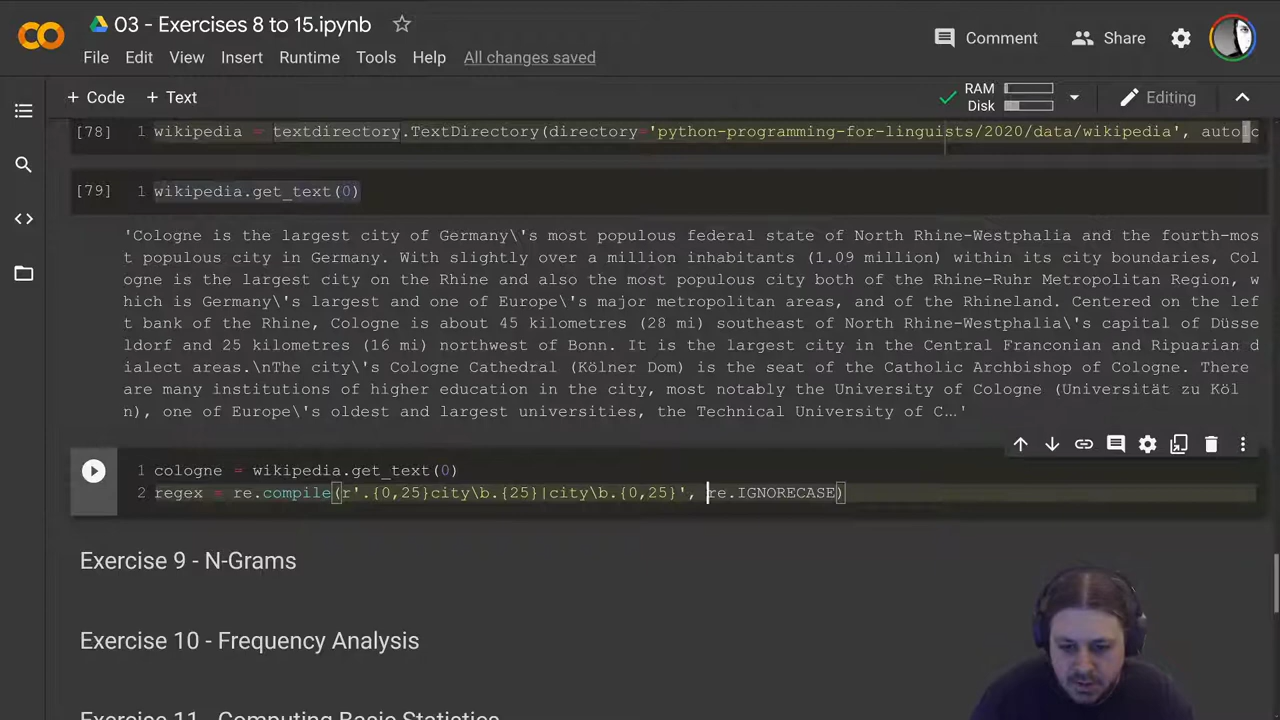 03 - Exercises 8 to 15.ipynb
Comment
Share
File Edit View Insert Runtime Tools Help All changes saved
+ Code + Text
RAM
Disk
Editing
[78] 1 wikipedia = textdirectory.TextDirectory(directory='python-programming-for-linguists/2020/data/wikipedia', auto
[79] 1 wikipedia.get_text(0)
'Cologne is the largest city of Germany\'s most populous federal state of North Rhine-Westphalia and the fourth-mos
t populous city in Germany. With slightly over a million inhabitants (1.09 million) within its city boundaries, Col
ogne is the largest city on the Rhine and also the most populous city both of the Rhine-Ruhr Metropolitan Region, w
hich is Germany\'s largest and one of Europe\'s major metropolitan areas, and of the Rhineland. Centered on the lef
t bank of the Rhine, Cologne is about 45 kilometres (28 mi) southeast of North Rhine-Westphalia\'s capital of Düsse
ldorf and 25 kilometres (16 mi) northwest of Bonn. It is the largest city in the Central Franconian and Ripuarian d
ialect areas.\nThe city\'s Cologne Cathedral (Kölner Dom) is the seat of the Catholic Archbishop of Cologne. There
are many institutions of higher education in the city, most notably the University of Cologne (Universität zu Köl
n), one of Europe\'s oldest and largest universities, the Technical University of C…'
1 cologne = wikipedia.get_text(0)
2 regex = re.compile(r'.{0,25}city\b.{25}|city\b.{0,25}', re.IGNORECASE)
Exercise 9 - N-Grams
Exercise 10 - Frequency Analysis
Exercise 11 - Computing Basic Statistics